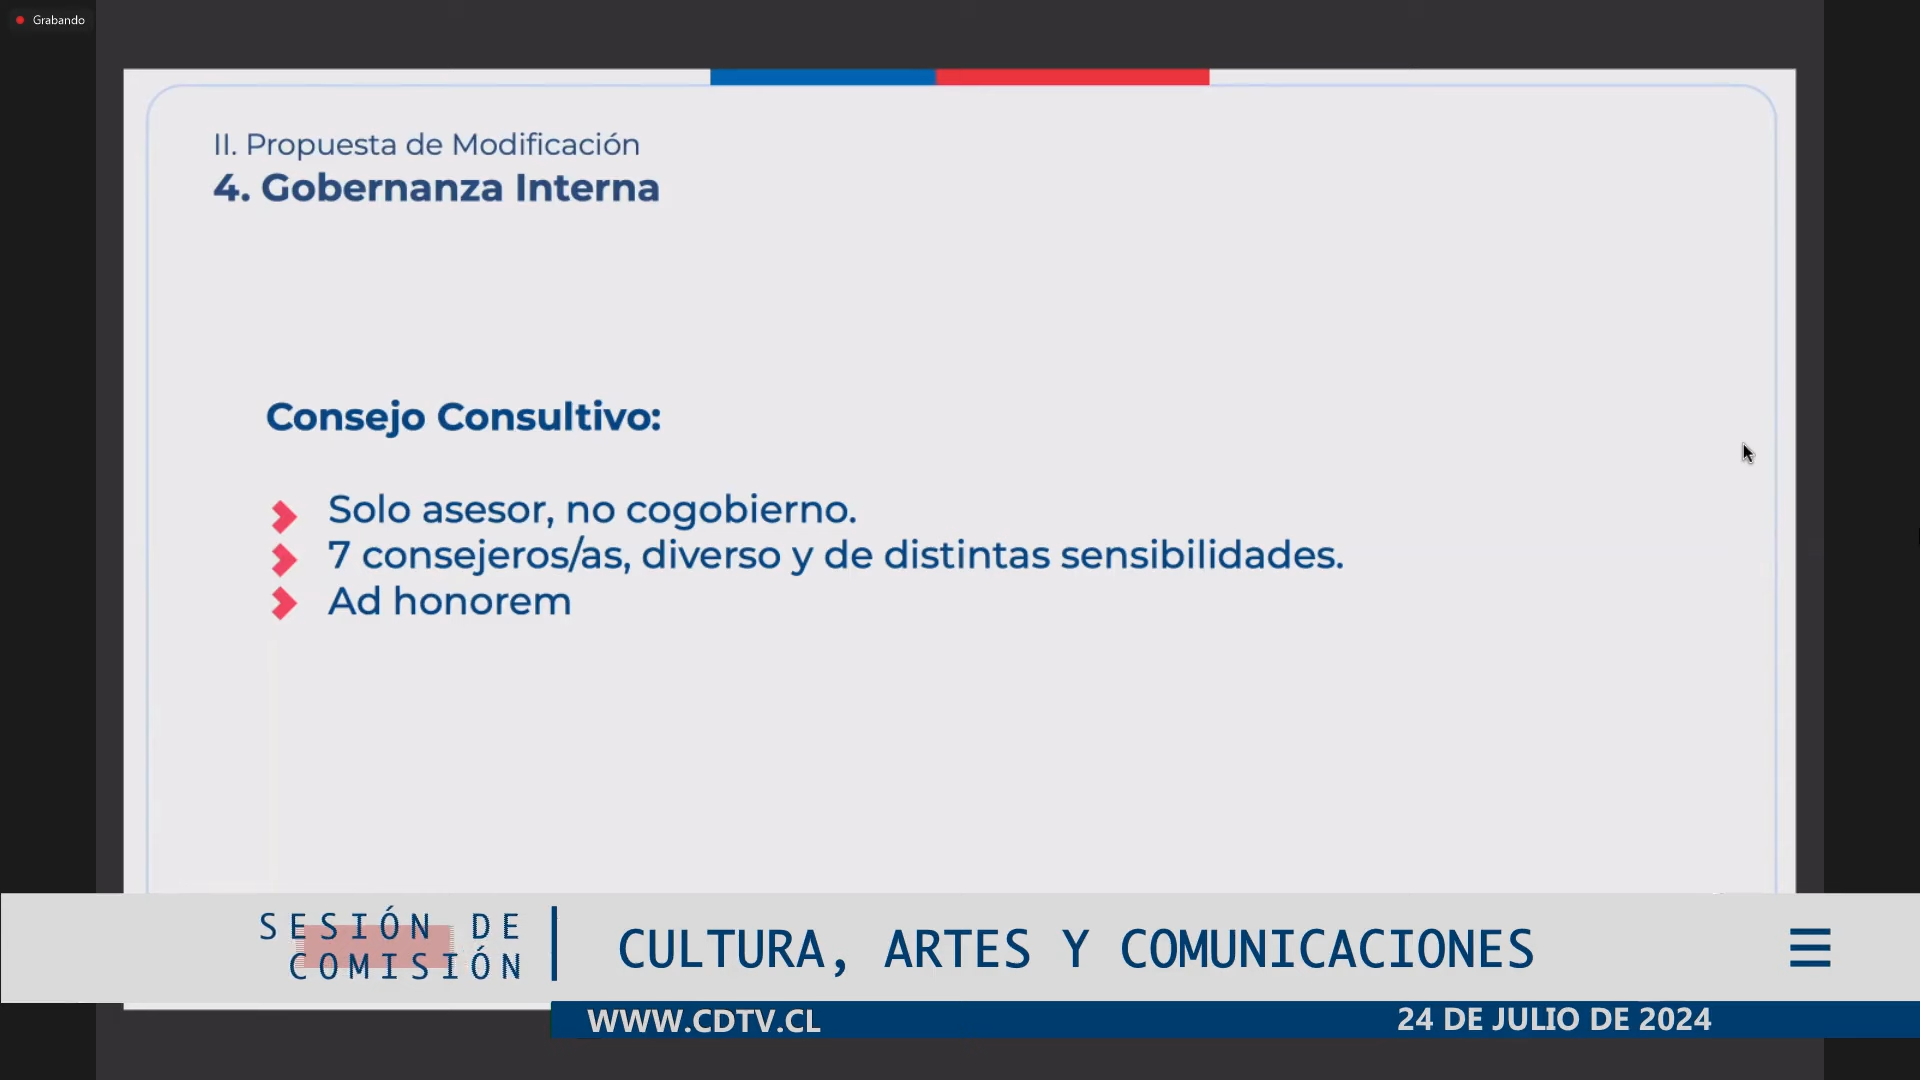 Grabando
II. Propuesta de Modificación
4. Gobernanza Interna
Consejo Consultivo:
Solo asesor, no cogobierno.
7 consejeros/as, diverso y de distintas sensibilidades.
Ad honorem
SESIÓN DE
COMISIÓN
CULTURA, ARTES Y COMUNICACIONES
WWW.CDTV.CL
24 DE JULIO DE 2024